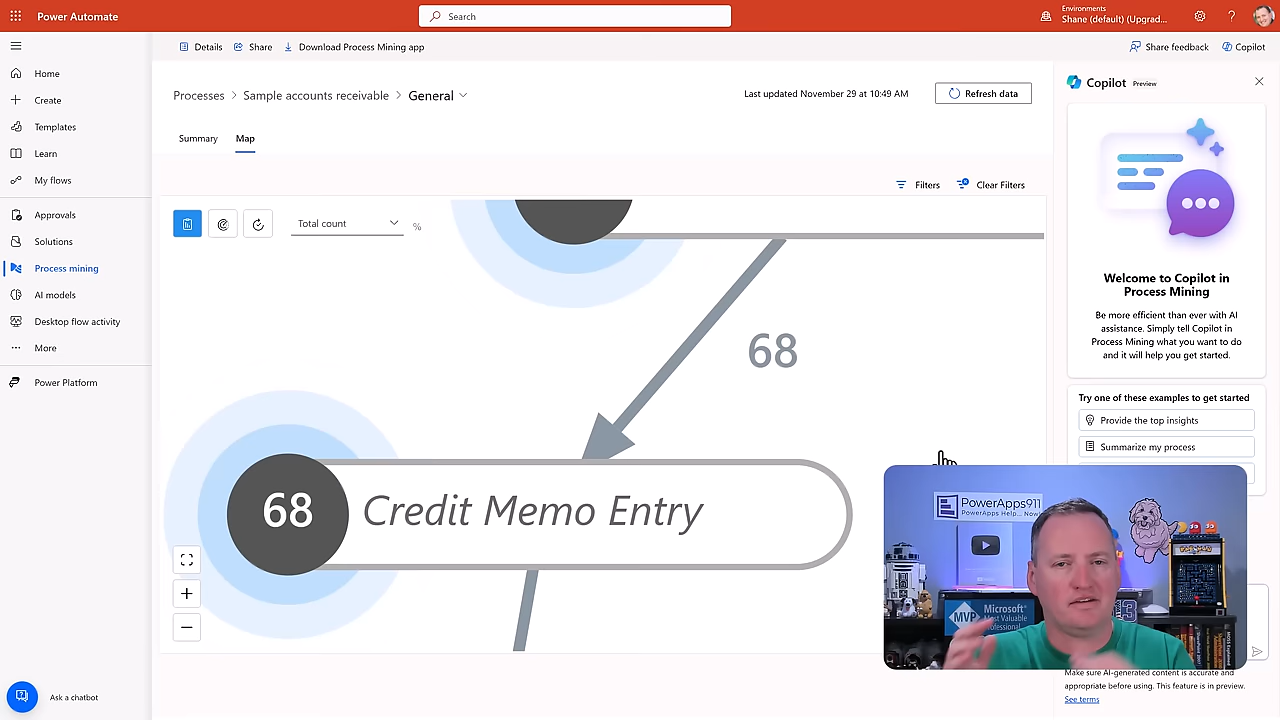 Power Automate
Search
Environments
Shane (default) (Upgrad...
Details
Share
Download Process Mining app
Share feedback
Copilot
Home
Create
Templates
Learn
My flows
Approvals
Solutions
Process mining
AI models
Desktop flow activity
More
Power Platform
Ask a chatbot
Processes > Sample accounts receivable > General
Last updated November 29 at 10:49 AM
Refresh data
Summary
Map
Filters
Clear Filters
Total count
%
68
68
Credit Memo Entry
Copilot Preview
Welcome to Copilot in
Process Mining
Be more efficient than ever with AI
assistance. Simply tell Copilot in
Process Mining what you want to do
and it will help you get started.
Try one of these examples to get started
Provide the top insights
Summarize my process
PowerApps911
PowerApps Help... Now
MVP
Microsoft®
Most Valuable
Professional
Make sure AI-generated content is accurate and
appropriate before using. This feature is in preview.
See terms